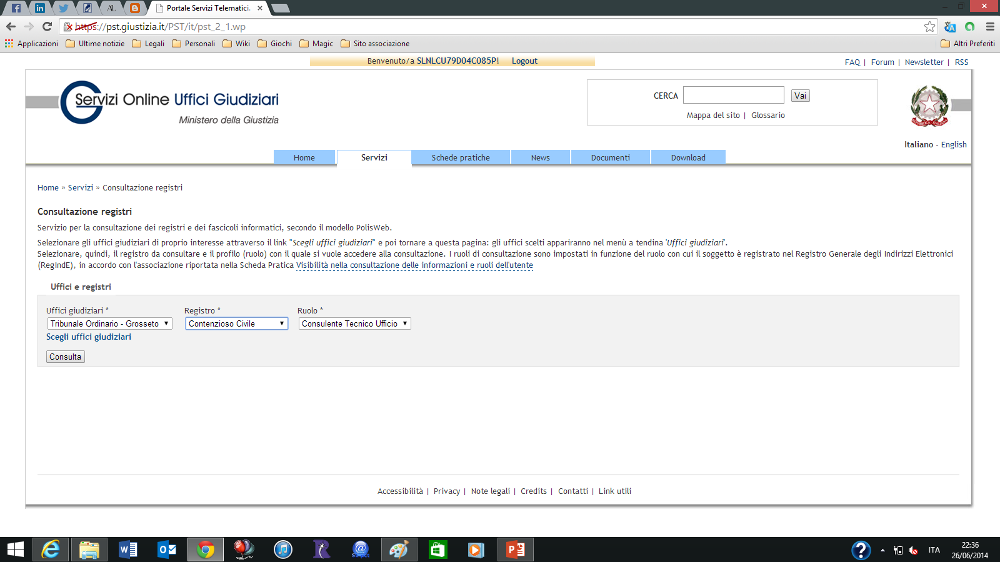 Portale Servizi Telematici
https://pst.giustizia.it/PST/it/pst_2_1.wp
Applicazioni Ultime notizie Legali Personali Wiki Giochi Magic Sito associazione Altri Preferiti
Benvenuto/a SLNLCU79D04C085P! Logout
FAQ | Forum | Newsletter | RSS
Servizi Online Uffici Giudiziari
Ministero della Giustizia
CERCA Vai
Mappa del sito | Glossario
Italiano - English
Home Servizi Schede pratiche News Documenti Download
Home » Servizi » Consultazione registri
Consultazione registri
Servizio per la consultazione dei registri e dei fascicoli informatici, secondo il modello PolisWeb.
Selezionare gli uffici giudiziari di proprio interesse attraverso il link "Scegli uffici giudiziari" e poi tornare a questa pagina: gli uffici scelti appariranno nel menù a tendina 'Uffici giudiziari'.
Selezionare, quindi, il registro da consultare e il profilo (ruolo) con il quale si vuole accedere alla consultazione. I ruoli di consultazione sono impostati in funzione del ruolo con cui il soggetto è registrato nel Registro Generale degli Indirizzi Elettronici
(RegIndE), in accordo con l'associazione riportata nella Scheda Pratica Visibilità nella consultazione delle informazioni e ruoli dell'utente
Uffici e registri
Uffici giudiziari * Registro * Ruolo *
Tribunale Ordinario - Grosseto Contenzioso Civile Consulente Tecnico Ufficio
Scegli uffici giudiziari
Consulta
Accessibilità | Privacy | Note legali | Credits | Contatti | Link utili
ITA
22:36
26/06/2014